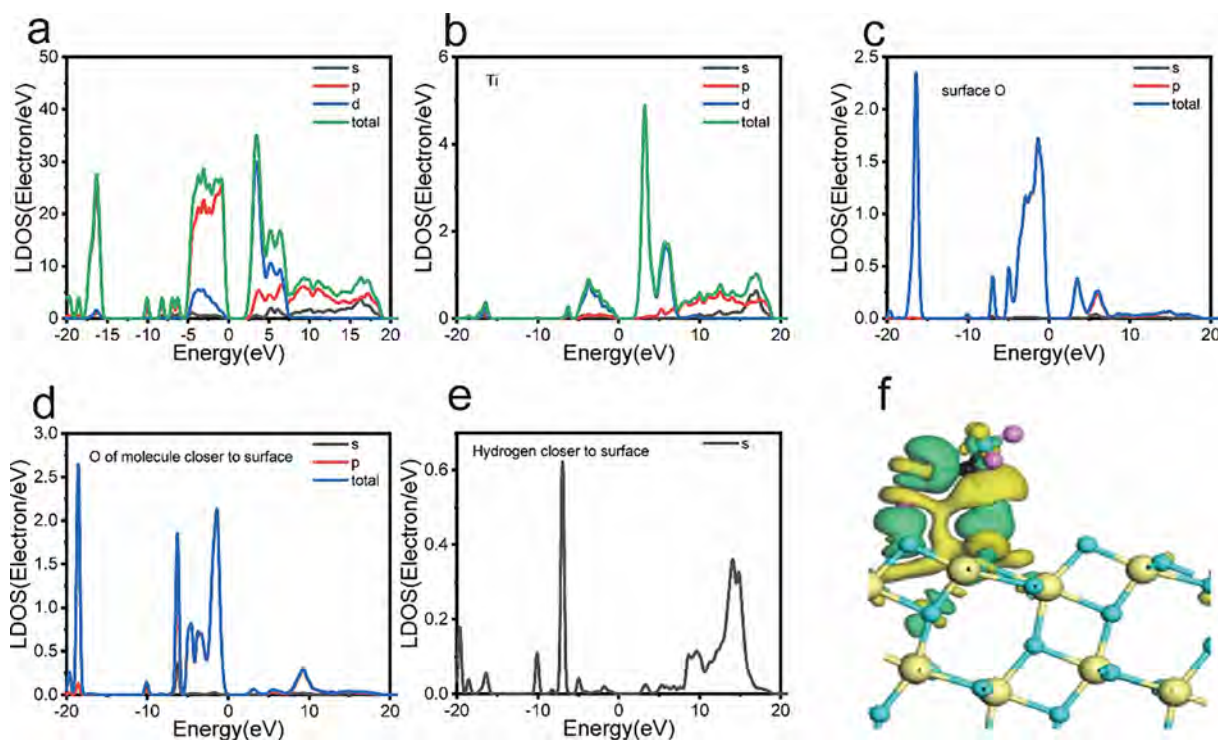 a
50
40
30
20
10
0
LDOS(Electron/eV)
s
p
d
total
-20 -15 -10 -5 0 5 10 15 20
Energy(eV)
b
6
4
2
0
LDOS(Electron/eV)
Ti
s
p
d
total
-20 -10 0 10 20
Energy(eV)
c
2.5
2.0
1.5
1.0
0.5
0.0
LDOS(Electron/eV)
surface O
s
p
total
-20 -10 0 10 20
Energy(eV)
d
3.0
2.5
2.0
1.5
1.0
0.5
0.0
LDOS(Electron/eV)
O of molecule closer to surface
s
p
total
-20 -10 0 10 20
Energy(eV)
e
0.6
0.4
0.2
0.0
LDOS(Electron/eV)
Hydrogen closer to surface
s
-20 -10 0 10 20
Energy(eV)
f